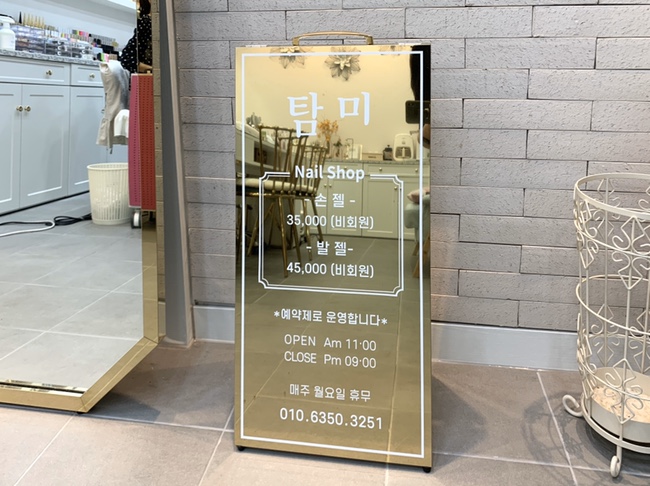 탐미
Nail Shop
- 손 젤 -
35,000 (비회원)
- 발 젤-
45,000 (비회원)
*예약제로 운영합니다*
OPEN Am 11:00
CLOSE Pm 09:00
매주 월요일 휴무
010.6350.3251